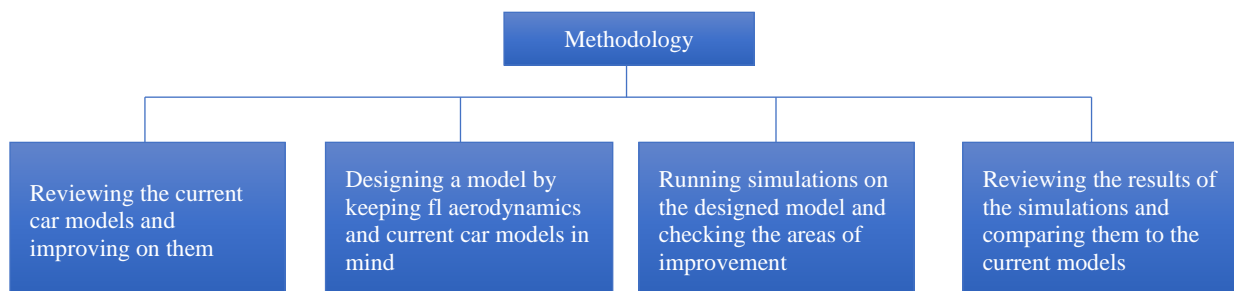 Methodology
Reviewing the current
car models and
improving on them
Designing a model by
keeping fl aerodynamics
and current car models in
mind
Running simulations on
the designed model and
checking the areas of
improvement
Reviewing the results of
the simulations and
comparing them to the
current models